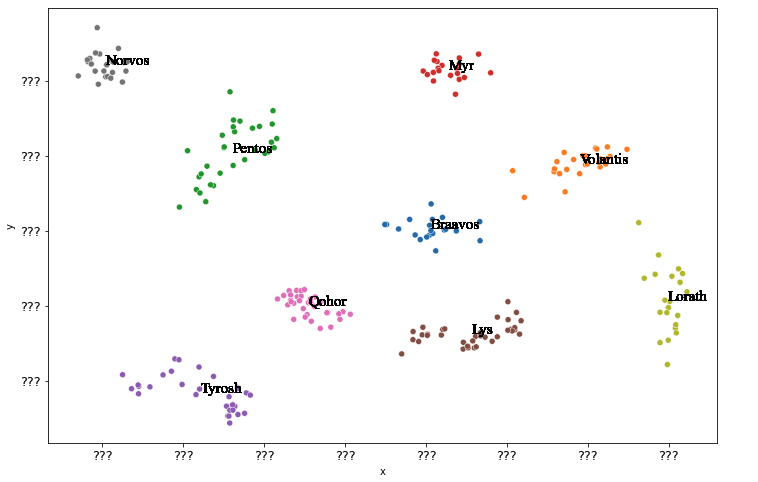 Norvos
Myr
???
Pentos
???
Volantis
Braavos
???
y
Lorath
Qohor
???
Lys
???
Tyrosh
??? ??? ??? ??? ??? ??? ??? ???
x